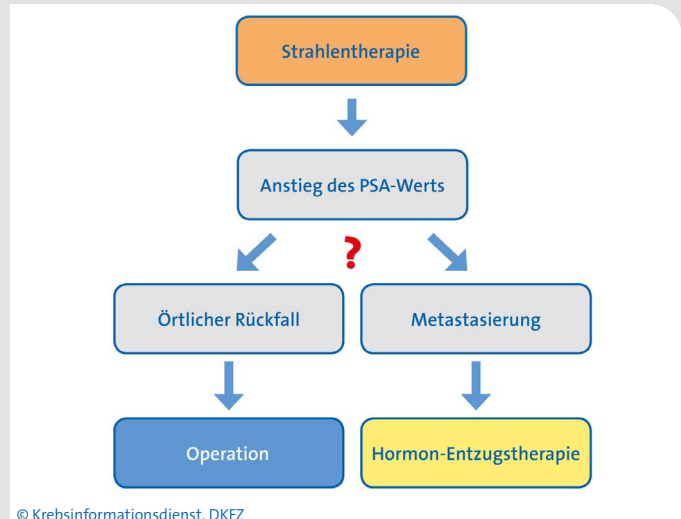 Strahlentherapie
Anstieg des PSA-Werts
?
Örtlicher Rückfall
Metastasierung
Operation
Hormon-Entzugstherapie
© Krebsinformationsdienst, DKFZ